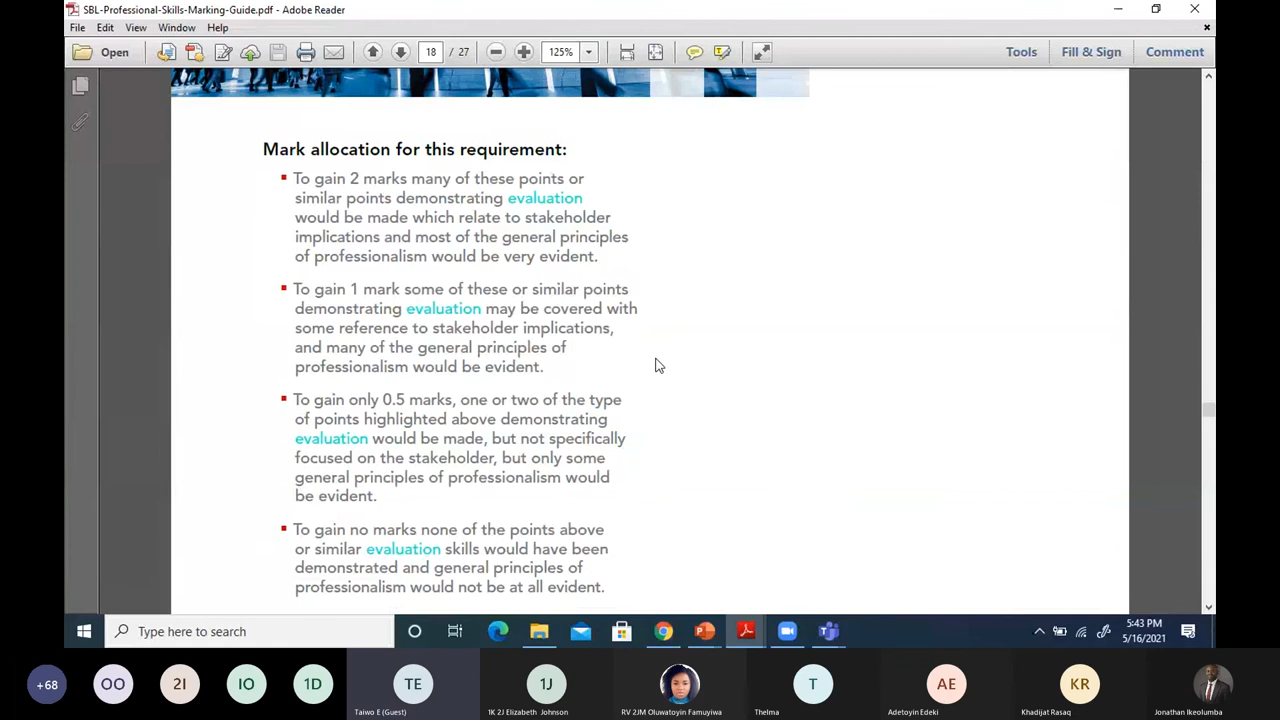 SBL-Professional-Skills-Marking-Guide.pdf - Adobe Reader
File Edit View Window Help
Open 18 / 27 125% Tools Fill & Sign Comment
Mark allocation for this requirement:
To gain 2 marks many of these points or
similar points demonstrating evaluation
would be made which relate to stakeholder
implications and most of the general principles
of professionalism would be very evident.
To gain 1 mark some of these or similar points
demonstrating evaluation may be covered with
some reference to stakeholder implications,
and many of the general principles of
professionalism would be evident.
To gain only 0.5 marks, one or two of the type
of points highlighted above demonstrating
evaluation would be made, but not specifically
focused on the stakeholder, but only some
general principles of professionalism would
be evident.
To gain no marks none of the points above
or similar evaluation skills would have been
demonstrated and general principles of
professionalism would not be at all evident.
Type here to search
5:43 PM
5/16/2021
+68 OO 2I IO 1D TE 1J T AE KR
Taiwo E (Guest) 1K 2J Elizabeth Johnson RV 2JM Oluwatoyin Famuyiwa Thelma Adetoyin Edeki Khadijat Rasaq Jonathan Ikeolumba